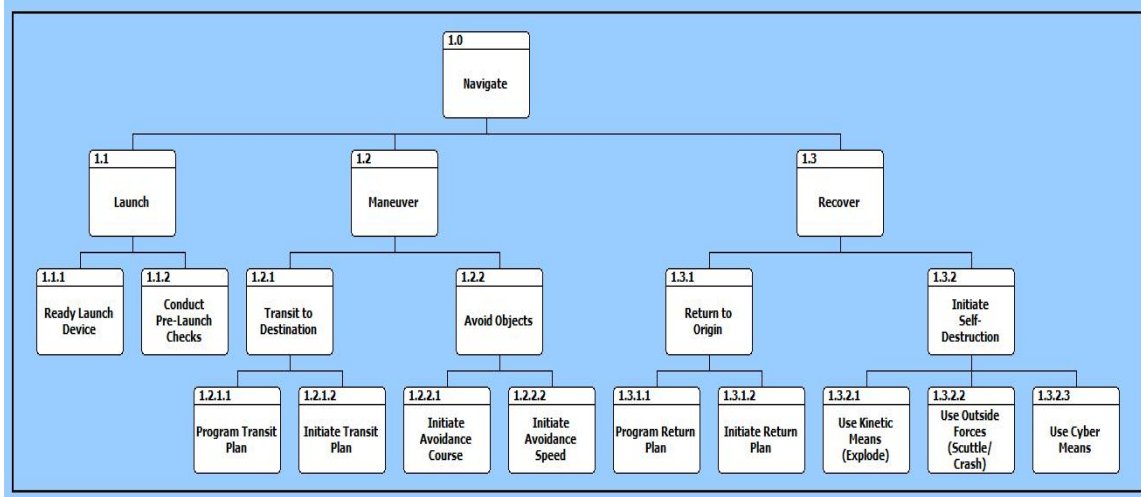 1.0
Navigate
1.1
Launch
1.2
Maneuver
1.3
Recover
1.1.1
Ready Launch
Device
1.1.2
Conduct
Pre-Launch
Checks
1.2.1
Transit to
Destination
1.2.2
Avoid Objects
1.3.1
Return to
Origin
1.3.2
Initiate
Self-
Destruction
1.2.1.1
Program Transit
Plan
1.2.1.2
Initiate Transit
Plan
1.2.2.1
Initiate
Avoidance
Course
1.2.2.2
Initiate
Avoidance
Speed
1.3.1.1
Program Return
Plan
1.3.1.2
Initiate Return
Plan
1.3.2.1
Use Kinetic
Means
(Explode)
1.3.2.2
Use Outside
Forces
(Scuttle/
Crash)
1.3.2.3
Use Cyber
Means